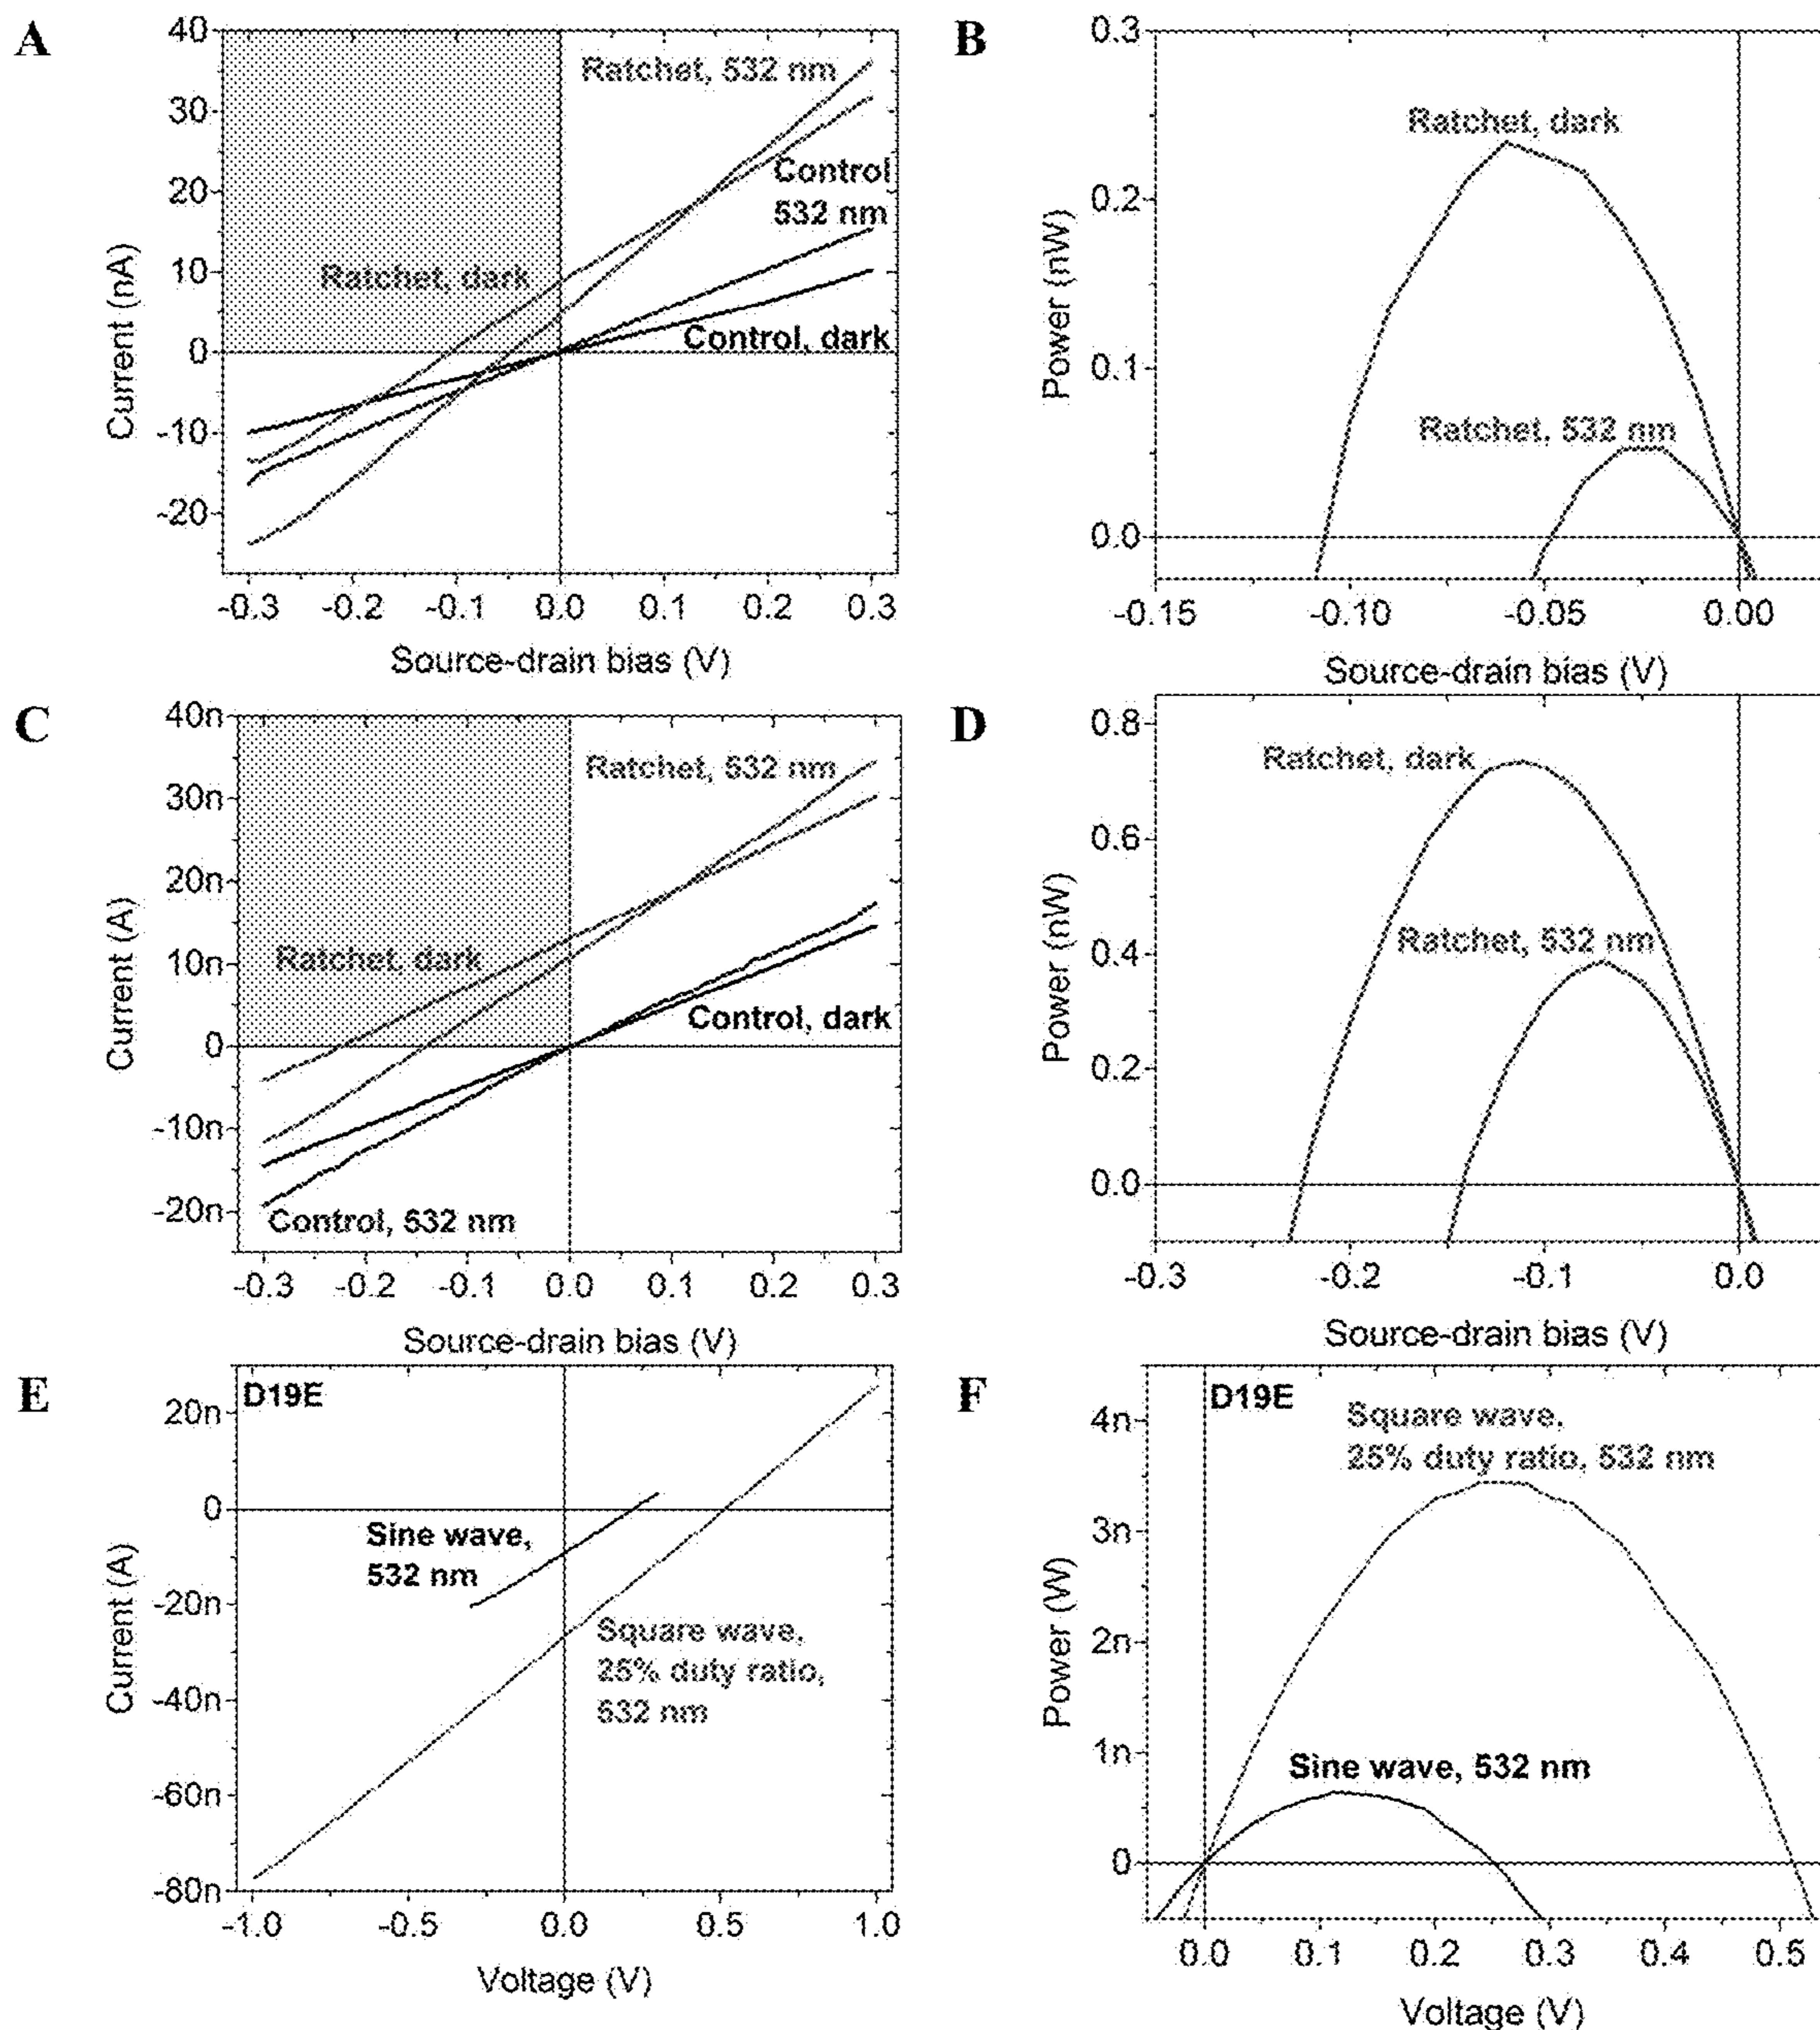 A
40
30
20
10
0
-10
-20
Current (nA)
Ratchet, 532 nm
Control
532 nm
Ratchet, dark
Control, dark
-0.3 -0.2 -0.1 0.0 0.1 0.2 0.3
Source-drain bias (V)
B
0.3
0.2
0.1
0.0
Power (nW)
Ratchet, dark
Ratchet, 532 nm
-0.15 -0.10 -0.05 0.00
Source-drain bias (V)
C
40n
30n
20n
10n
0
-10n
-20n
Current (A)
Ratchet, 532 nm
Ratchet, dark
Control, dark
Control, 532 nm
-0.3 -0.2 -0.1 0.0 0.1 0.2 0.3
Source-drain bias (V)
D
0.8
0.6
0.4
0.2
0.0
Power (nW)
Ratchet, dark
Ratchet, 532 nm
-0.3 -0.2 -0.1 0.0
Source-drain bias (V)
E
D19E
20n
0
-20n
-40n
-60n
-80n
Current (A)
Sine wave,
532 nm
Square wave,
25% duty ratio,
532 nm
-1.0 -0.5 0.0 0.5 1.0
Voltage (V)
F
D19E
4n
3n
2n
1n
0
Power (W)
Square wave,
25% duty ratio, 532 nm
Sine wave, 532 nm
0.0 0.1 0.2 0.3 0.4 0.5
Voltage (V)